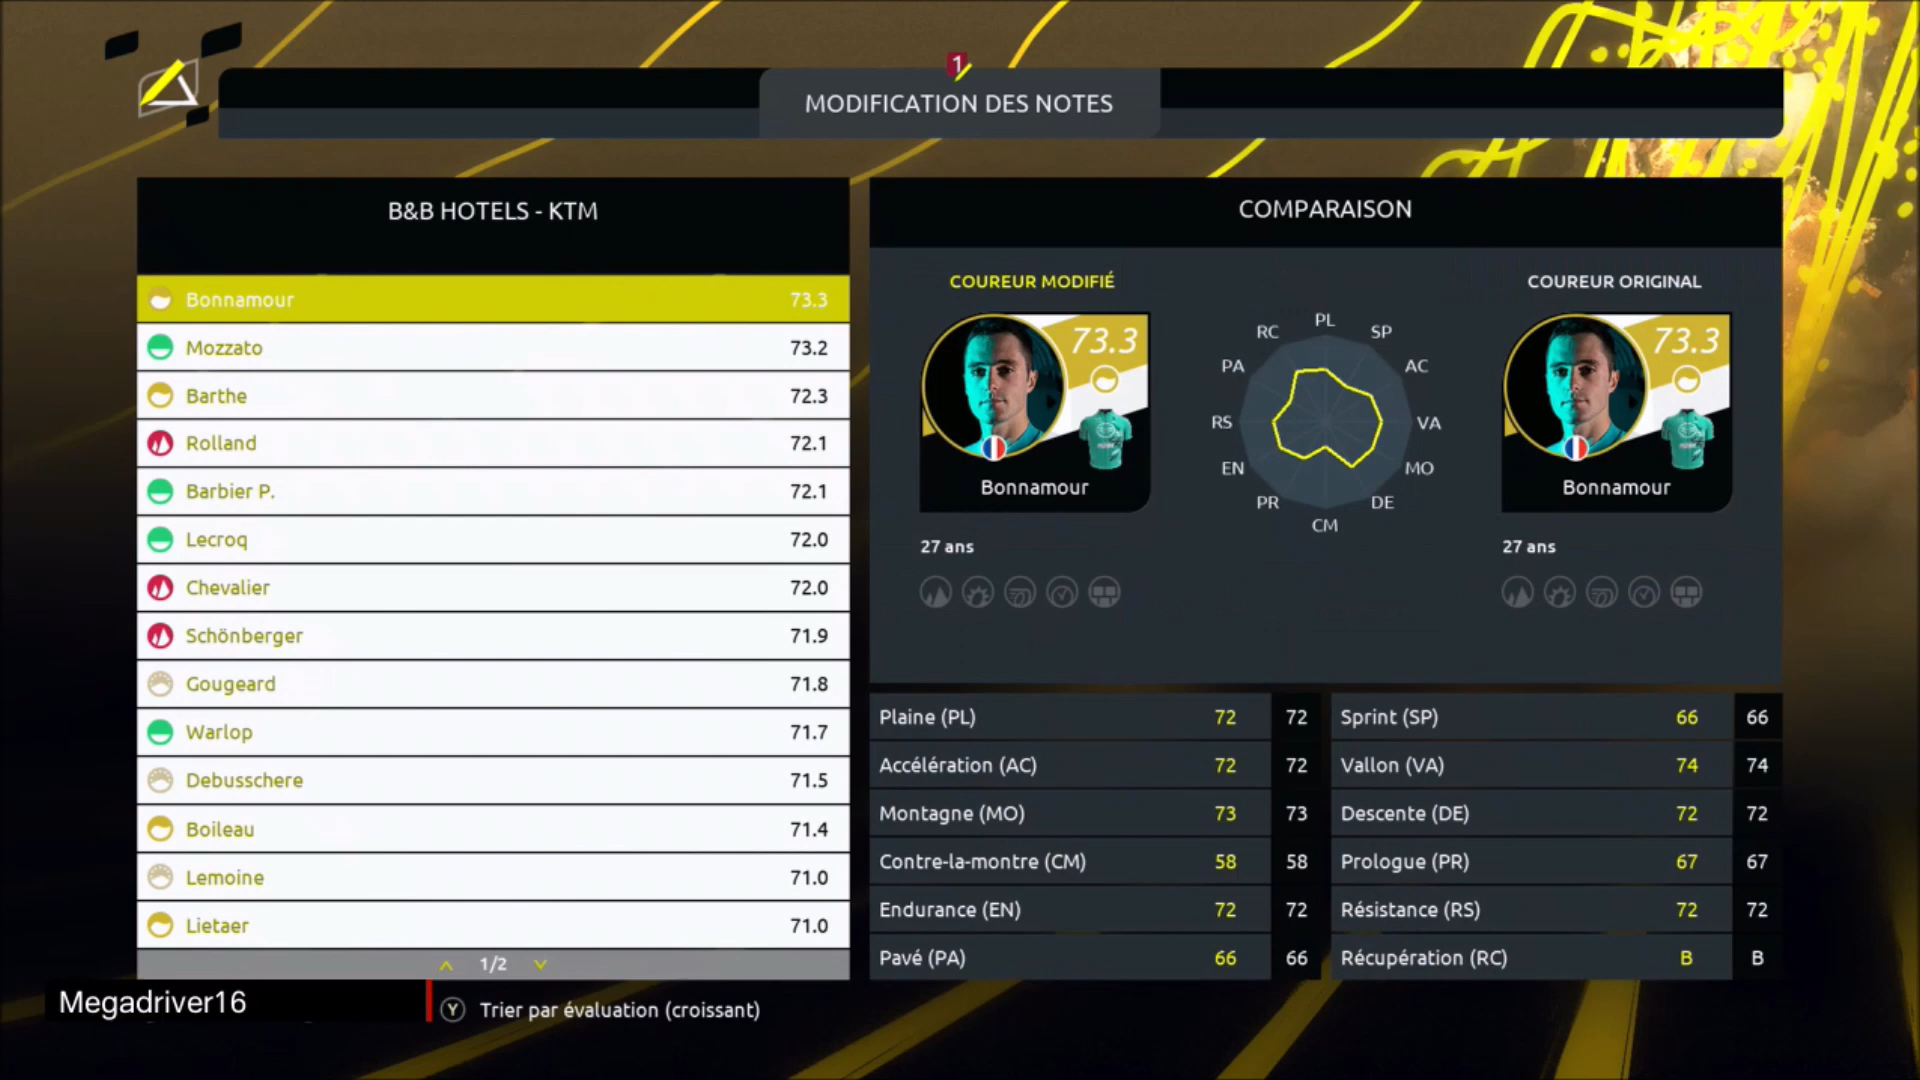 1
MODIFICATION DES NOTES
B&B HOTELS - KTM
Bonnamour 73.3
Mozzato 73.2
Barthe 72.3
Rolland 72.1
Barbier P. 72.1
Lecroq 72.0
Chevalier 72.0
Schönberger 71.9
Gougeard 71.8
Warlop 71.7
Debusschere 71.5
Boileau 71.4
Lemoine 71.0
Lietaer 71.0
1/2
COMPARAISON
COUREUR MODIFIÉ
73.3
Bonnamour
27 ans
PL
SP
AC
VA
MO
DE
CM
PR
EN
RS
PA
RC
COUREUR ORIGINAL
73.3
Bonnamour
27 ans
Plaine (PL) 72 72 Sprint (SP) 66 66
Accélération (AC) 72 72 Vallon (VA) 74 74
Montagne (MO) 73 73 Descente (DE) 72 72
Contre-la-montre (CM) 58 58 Prologue (PR) 67 67
Endurance (EN) 72 72 Résistance (RS) 72 72
Pavé (PA) 66 66 Récupération (RC) B B
Megadriver16
Y Trier par évaluation (croissant)